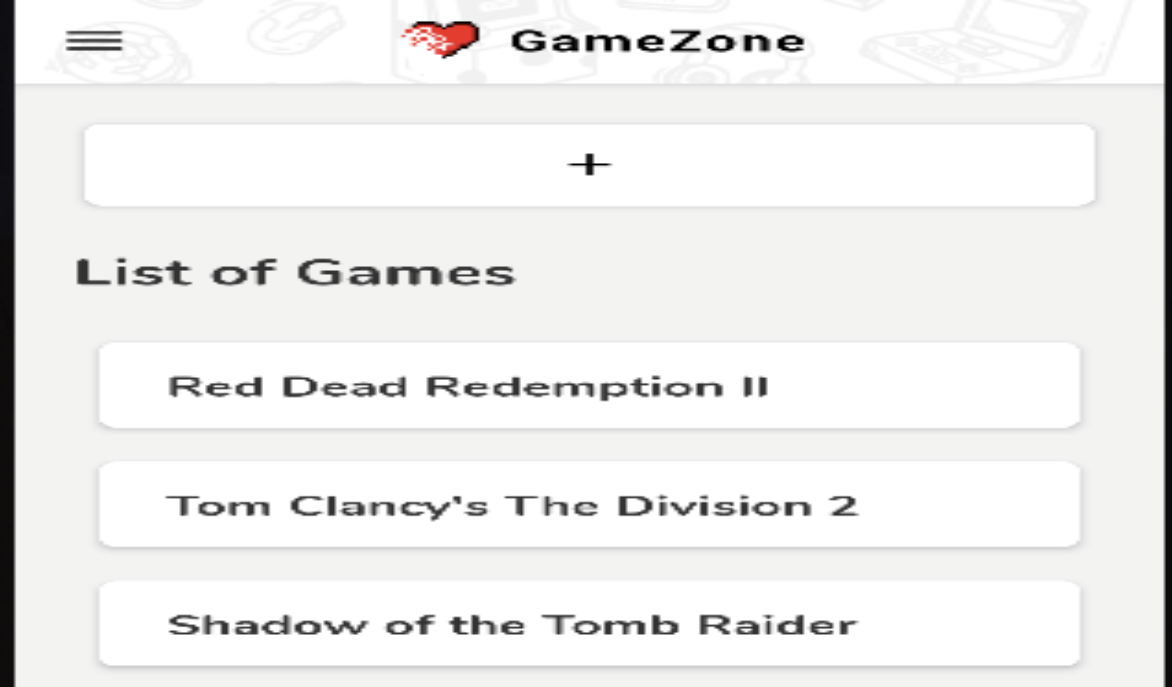 GameZone
+
List of Games
Red Dead Redemption II
Tom Clancy's The Division 2
Shadow of the Tomb Raider